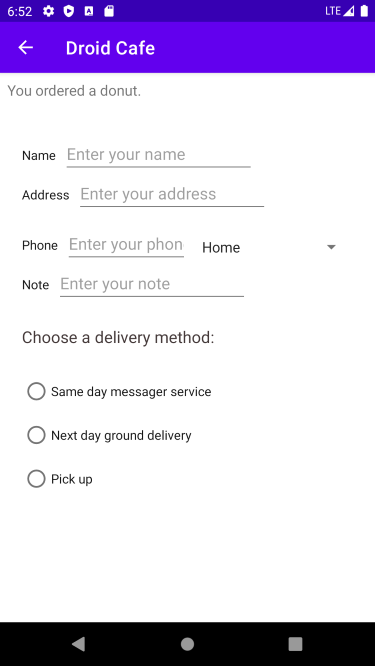 6:52
LTE
Droid Cafe
You ordered a donut.
Name Enter your name
Address Enter your address
Phone Enter your phon Home
Note Enter your note
Choose a delivery method:
Same day messager service
Next day ground delivery
Pick up